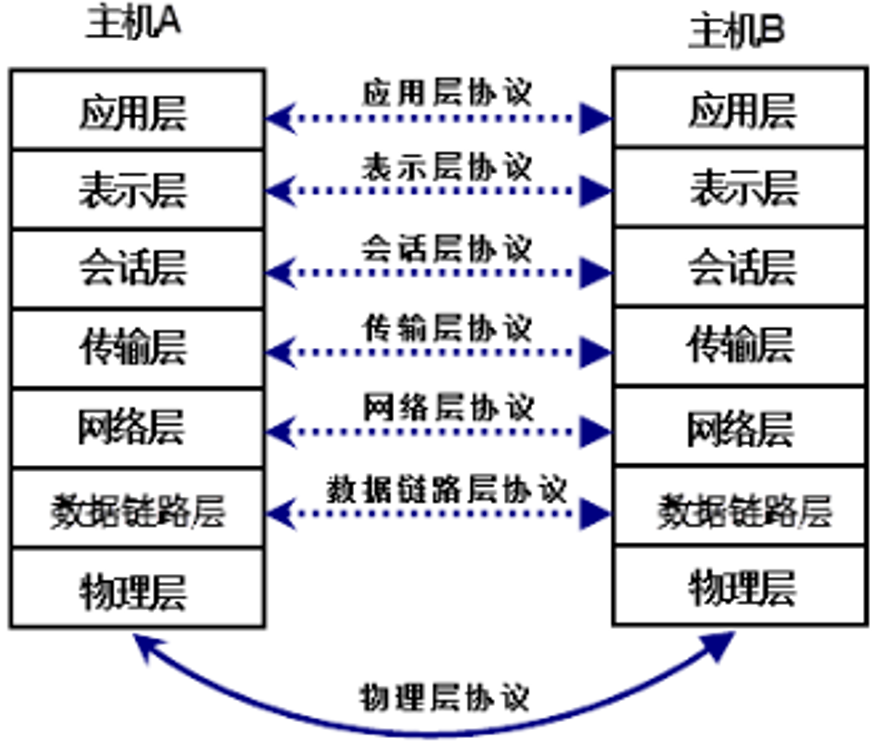 主机A
主机B
应用层
应用层协议
应用层
表示层
表示层协议
表示层
会话层
会话层协议
会话层
传输层
传输层协议
传输层
网络层
网络层协议
网络层
数据链路层
数据链路层协议
数据链路层
物理层
物理层
物理层协议